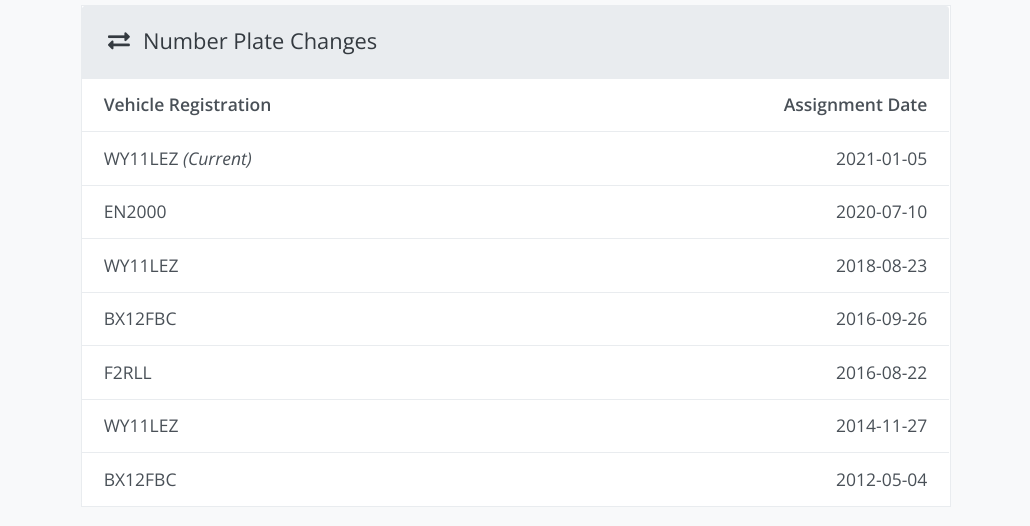 Number Plate Changes
Vehicle Registration Assignment Date
WY11LEZ (Current) 2021-01-05
EN2000 2020-07-10
WY11LEZ 2018-08-23
BX12FBC 2016-09-26
F2RLL 2016-08-22
WY11LEZ 2014-11-27
BX12FBC 2012-05-04